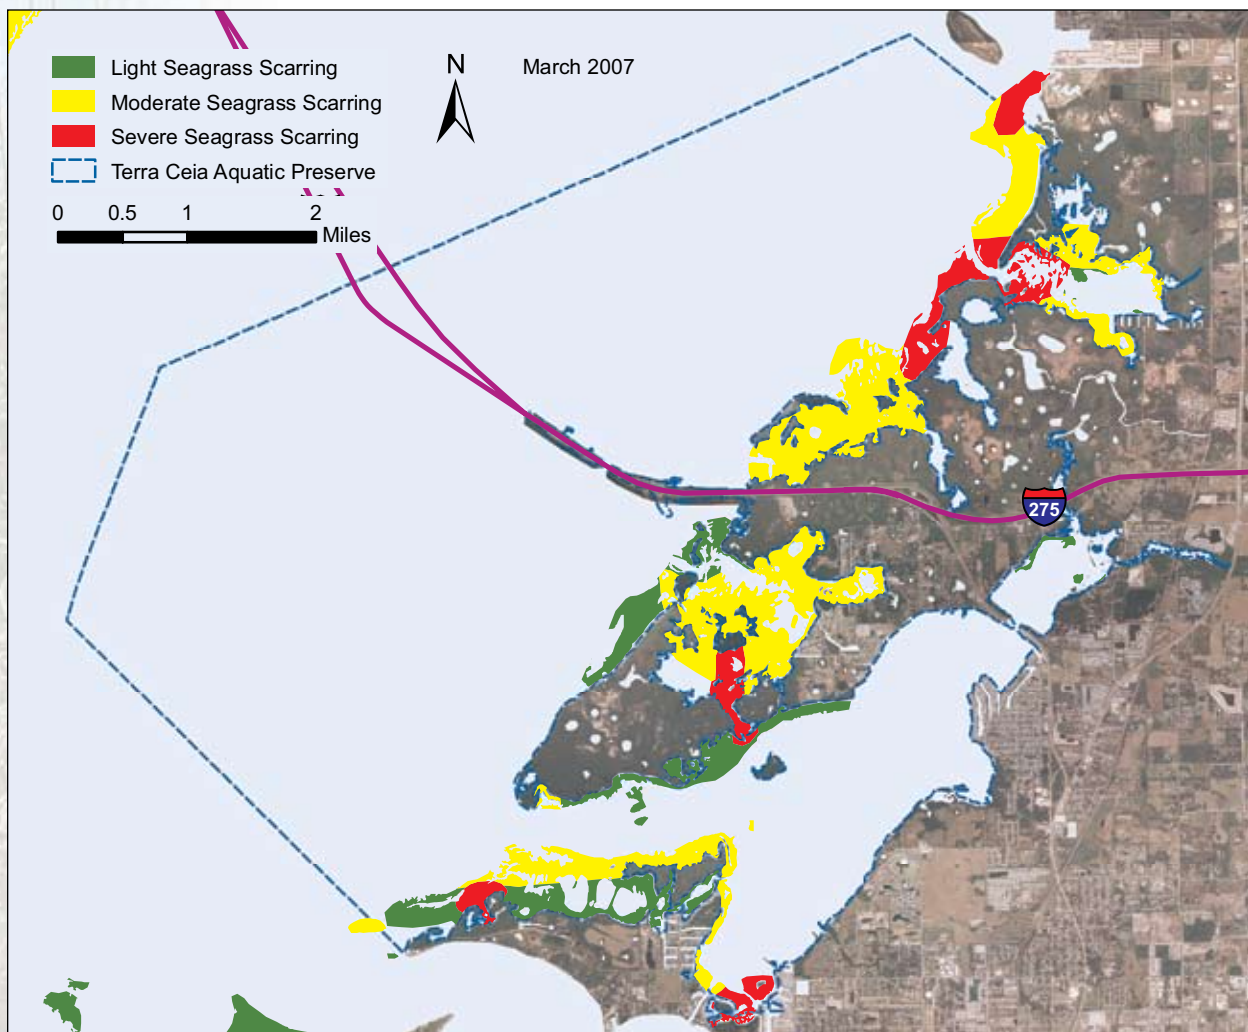 Light Seagrass Scarring
Moderate Seagrass Scarring
Severe Seagrass Scarring
Terra Ceia Aquatic Preserve
0 0.5 1 2
Miles
N
March 2007
275